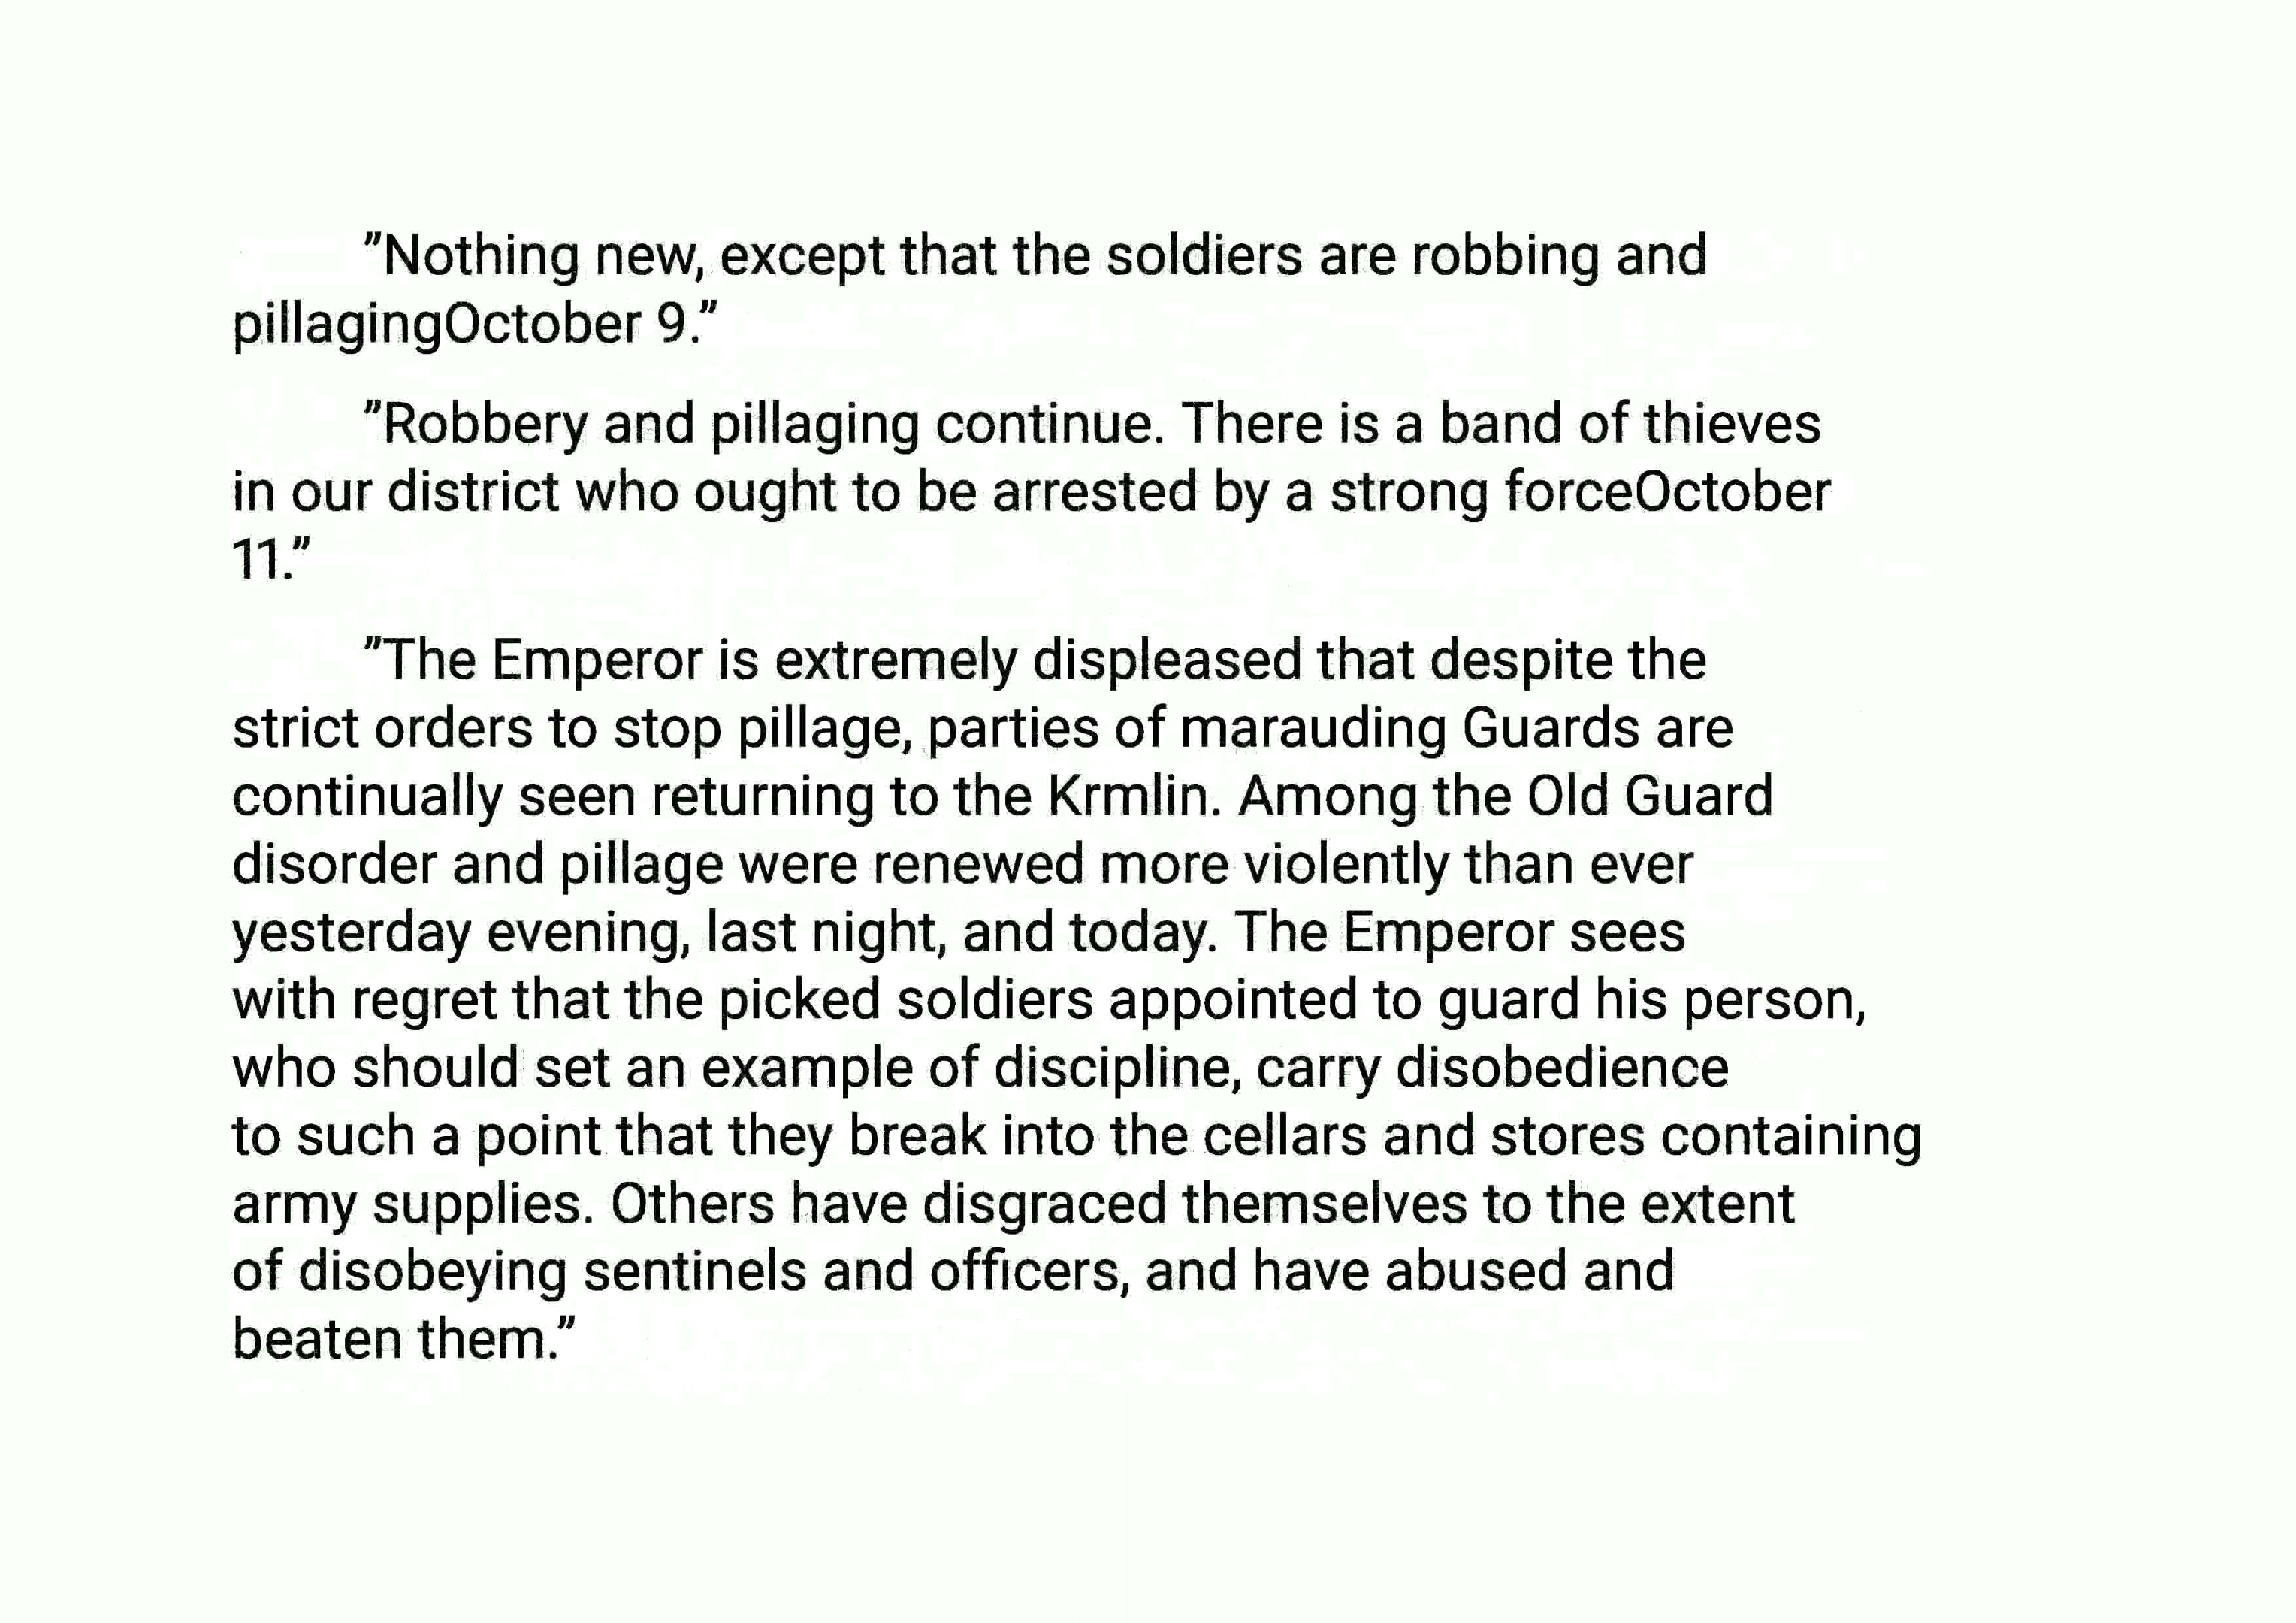 ”Nothing new, except that the soldiers are robbing and
pillagingOctober 9.”
”Robbery and pillaging continue. There is a band of thieves
in our district who ought to be arrested by a strong forceOctober
11.”
”The Emperor is extremely displeased that despite the
strict orders to stop pillage, parties of marauding Guards are
continually seen returning to the Krmlin. Among the Old Guard
disorder and pillage were renewed more violently than ever
yesterday evening, last night, and today. The Emperor sees
with regret that the picked soldiers appointed to guard his person,
who should set an example of discipline, carry disobedience
to such a point that they break into the cellars and stores containing
army supplies. Others have disgraced themselves to the extent
of disobeying sentinels and officers, and have abused and
beaten them.”